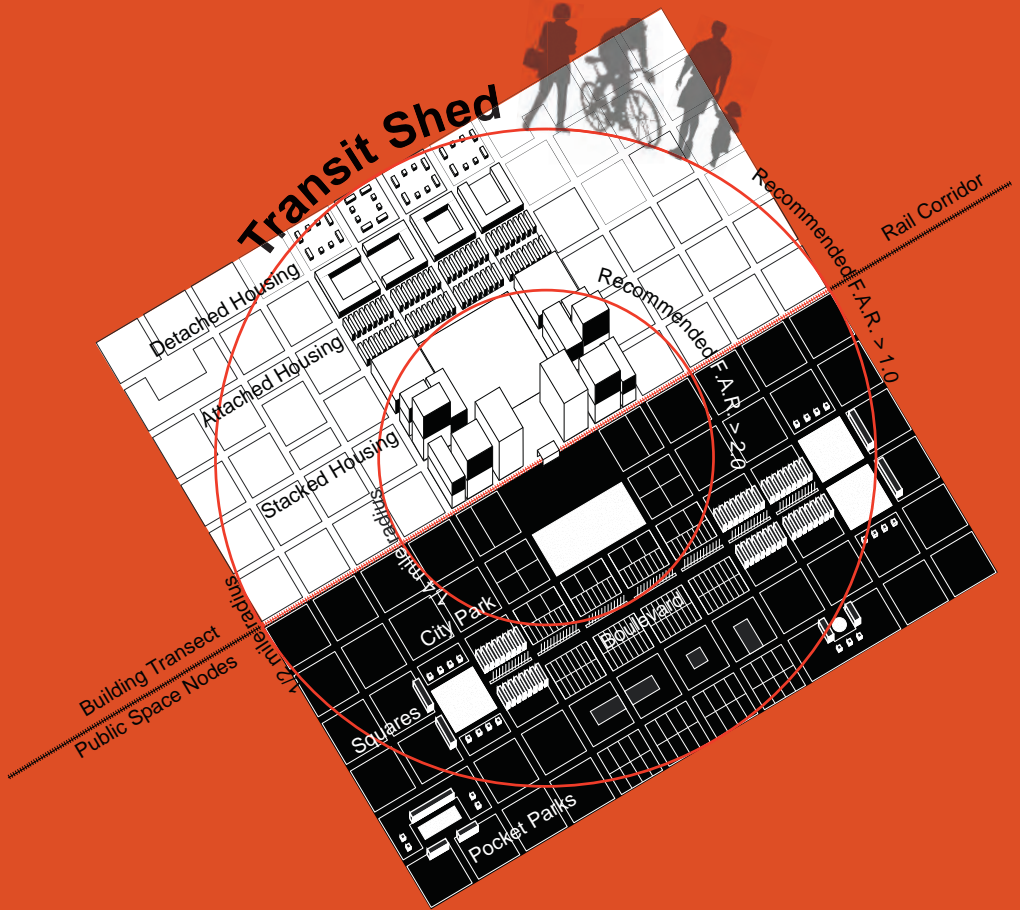 Transit Shed
Recommended F.A.R. > 1.0
Rail Corridor
Recommended F.A.R. > 2.0
Detached Housing
Attached Housing
Stacked Housing
1/4 mile radius
1/2 mile radius
Building Transect
Public Space Nodes
City Park
Boulevard
Squares
Pocket Parks